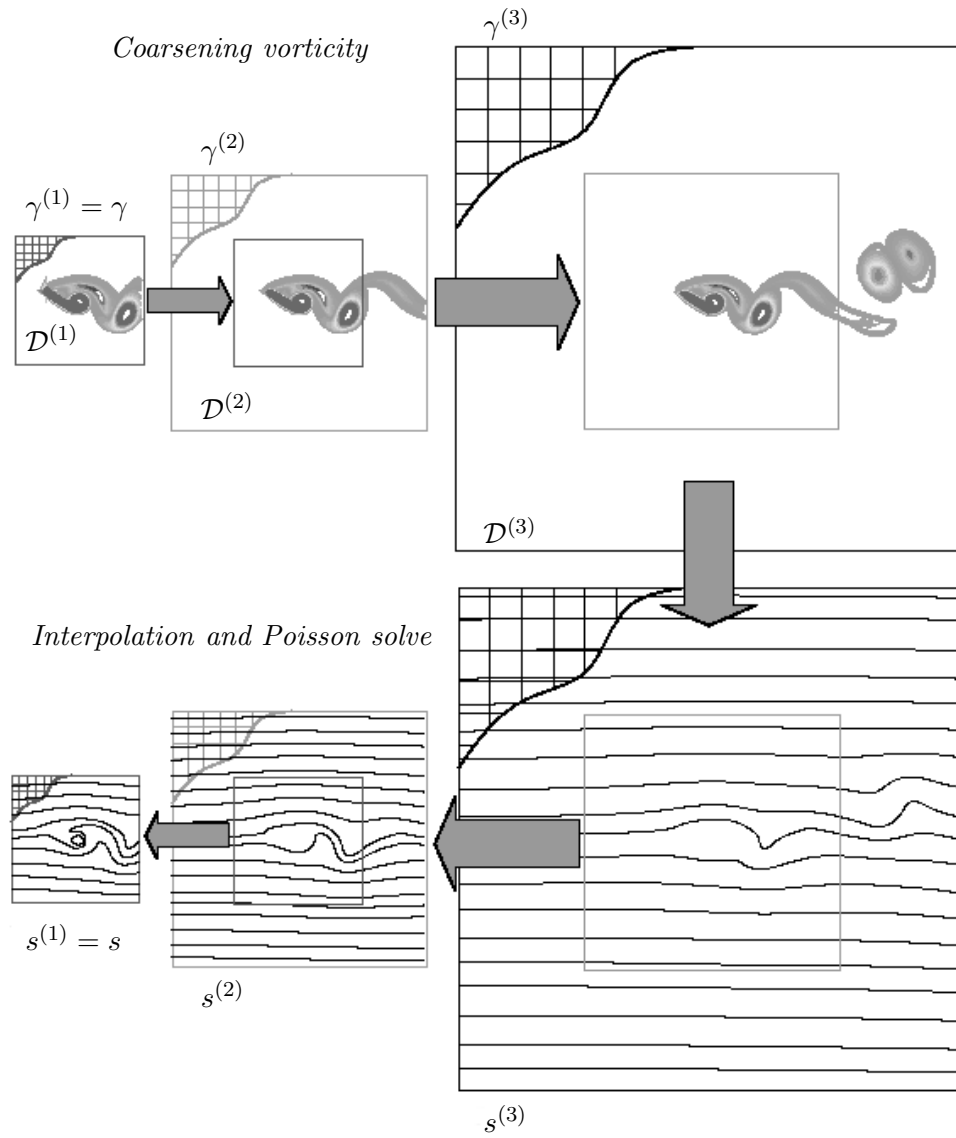 Coarsening vorticity
γ^{(3)}
γ^{(2)}
γ^{(1)} = γ
𝒟^{(1)}
𝒟^{(2)}
𝒟^{(3)}
Interpolation and Poisson solve
s^{(1)} = s
s^{(2)}
s^{(3)}